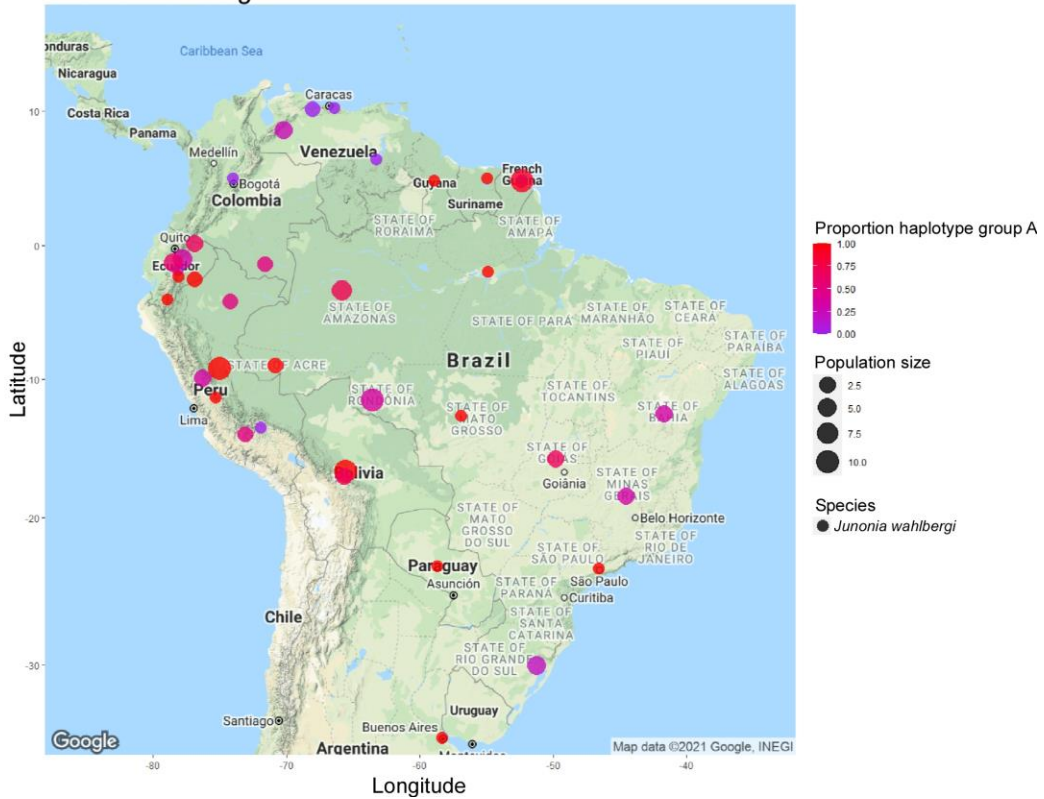 g
onduras
Caribbean Sea
Nicaragua
Caracas
Costa Rica
Panama
Medellín
Venezuela
Bogotá
Colombia
Guyana
French
Guiana
Suriname
STATE OF
RORAIMA
STATE OF
AMAPÁ
Quito
Ecuador
STATE OF
AMAZONAS
STATE OF PARÁ
STATE OF
MARANHÃO
STATE OF
CEARÁ
STATE OF
PARAÍBA
STATE OF
PIAUÍ
STATE OF
ALAGOAS
STATE OF ACRE
Brazil
Peru
STATE OF
RONDÔNIA
STATE OF
TOCANTINS
Lima
STATE OF
MATO
GROSSO
STATE OF
BAHIA
Bolivia
STATE OF
GOIÁS
Goiânia
STATE OF
MINAS
GERAIS
Belo Horizonte
STATE OF
MATO
GROSSO
DO SUL
STATE OF
RIO DE
JANEIRO
STATE OF
SÃO PAULO
Paraguay
São Paulo
Asunción
STATE OF
PARANÁ
Curitiba
Chile
STATE OF
SANTA
CATARINA
STATE OF
RIO GRANDE
DO SUL
Santiago
Uruguay
Buenos Aires
Argentina
Montevideo
Google
Map data ©2021 Google, INEGI
10
0
-10
-20
-30
Latitude
-80
-70
-60
-50
-40
Longitude
Proportion haplotype group A
1.00
0.75
0.50
0.25
0.00
Population size
2.5
5.0
7.5
10.0
Species
Junonia wahlbergi